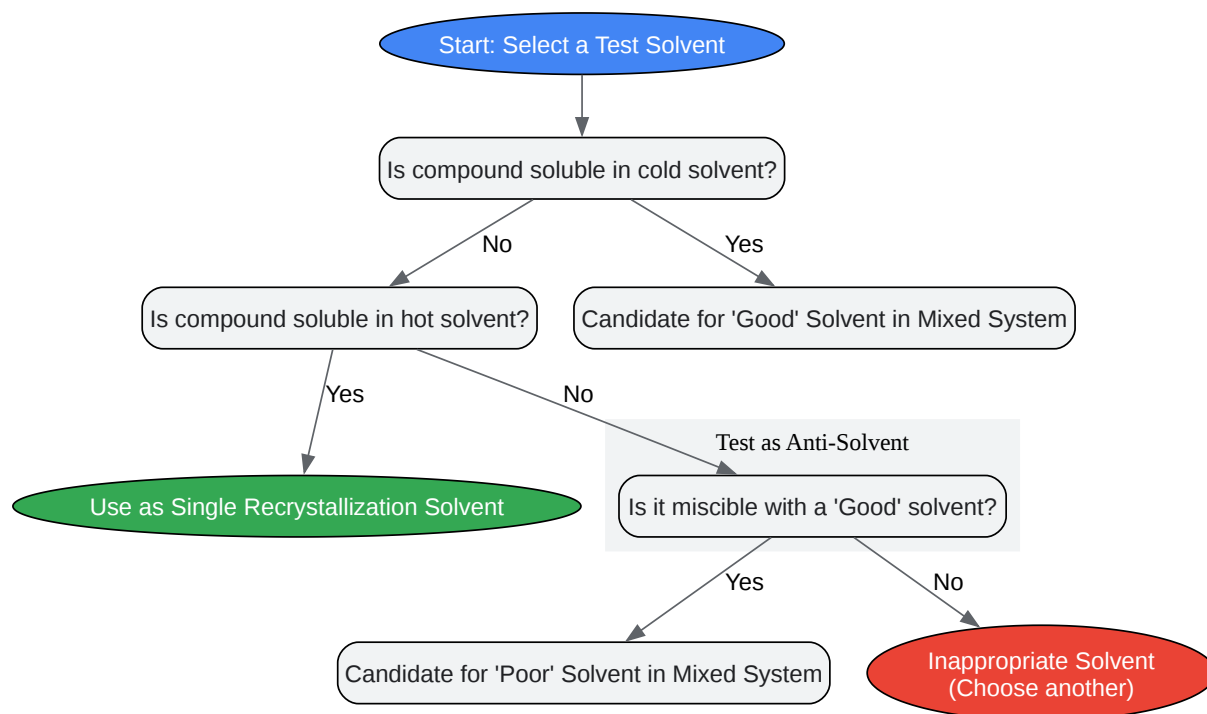 Start: Select a Test Solvent
Is compound soluble in cold solvent?
No
Yes
Is compound soluble in hot solvent?
Candidate for 'Good' Solvent in Mixed System
Yes
No
Test as Anti-Solvent
Use as Single Recrystallization Solvent
Is it miscible with a 'Good' solvent?
Yes
No
Candidate for 'Poor' Solvent in Mixed System
Inappropriate Solvent
(Choose another)